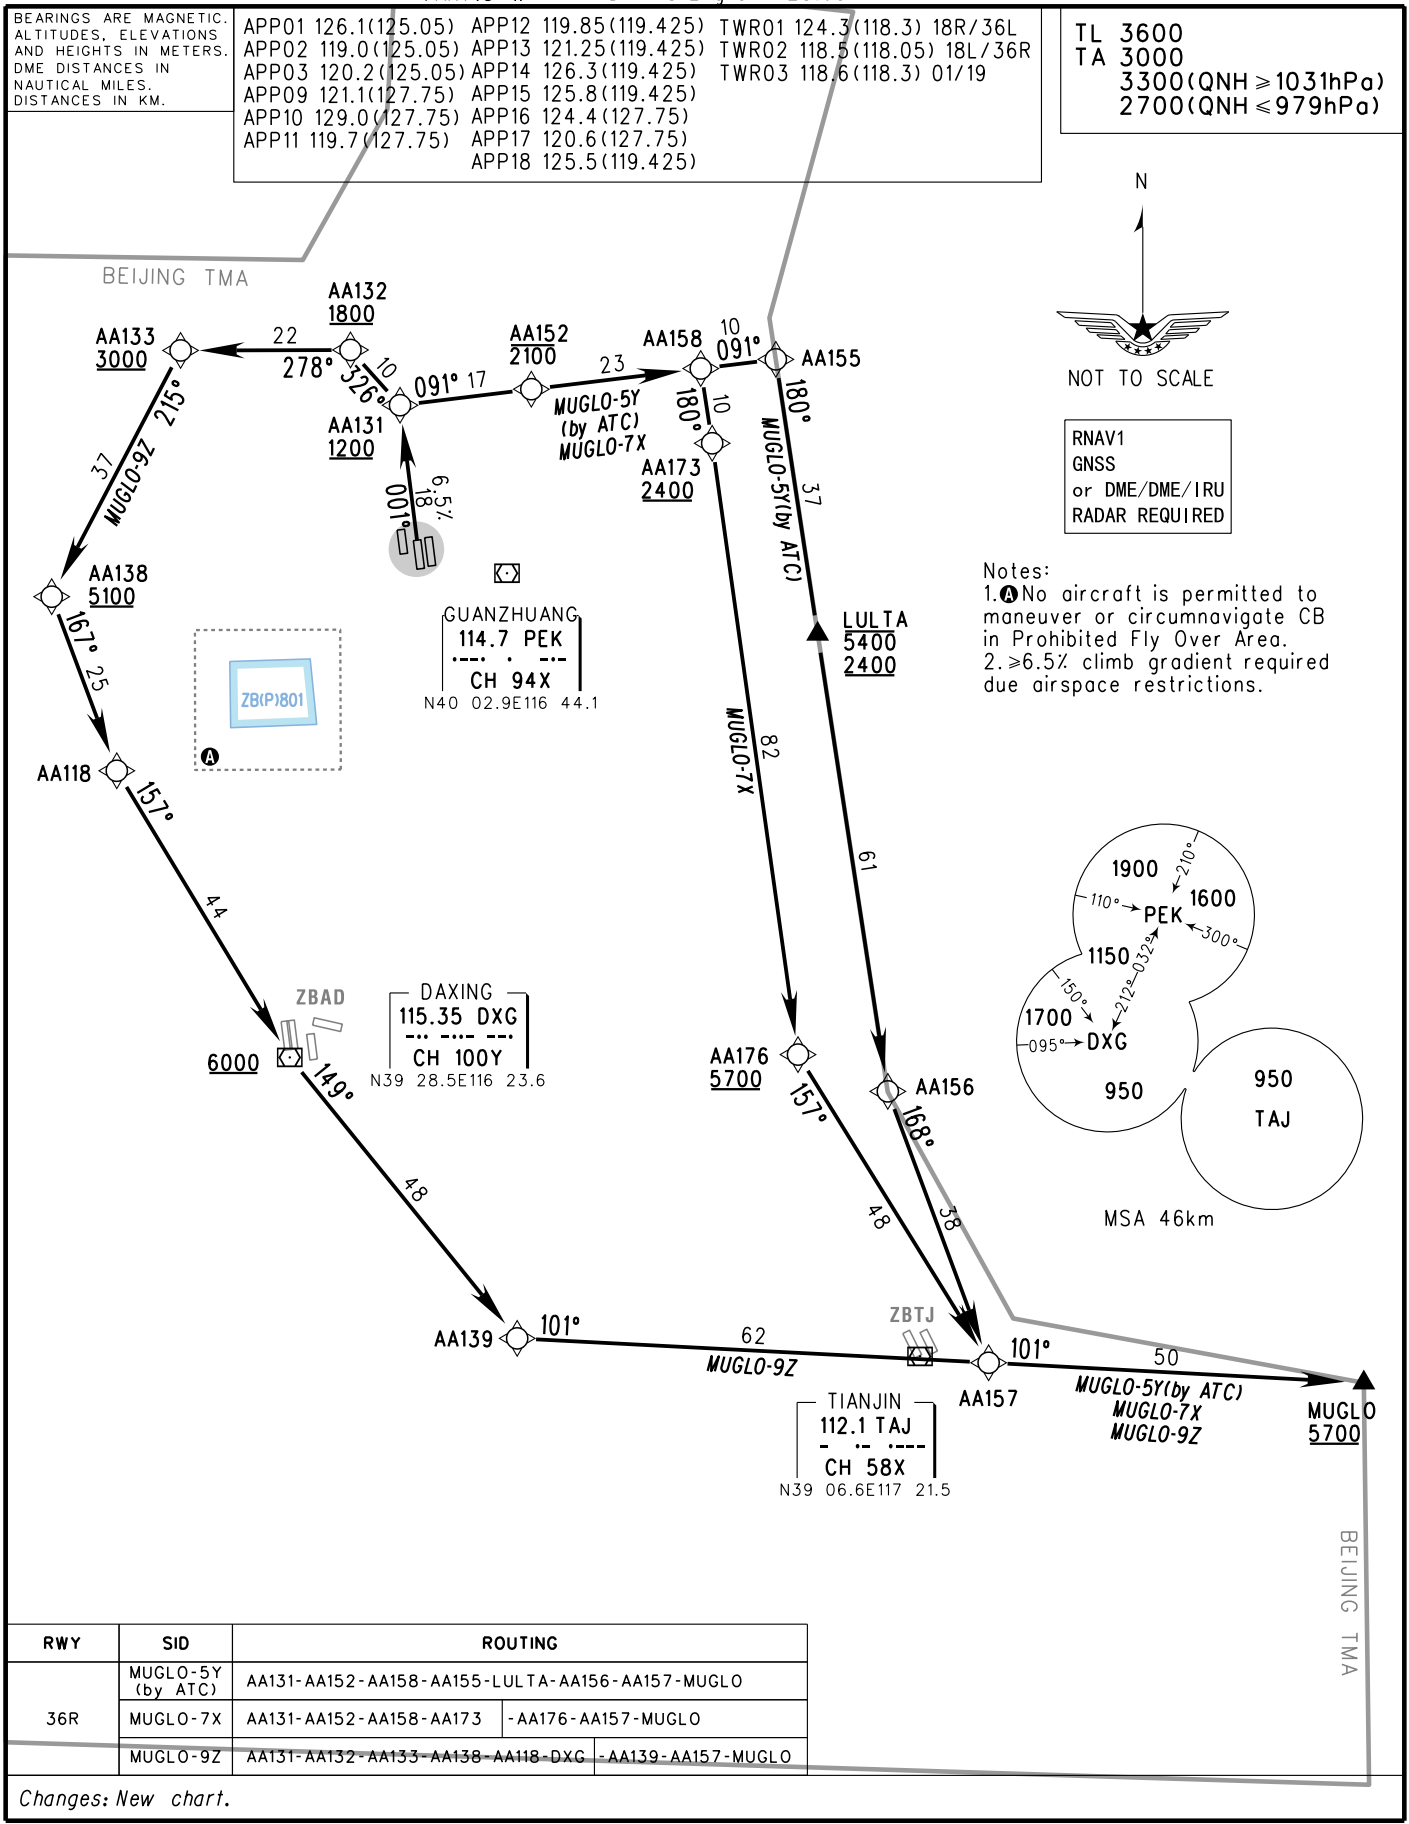 BEARINGS ARE MAGNETIC.
ALTITUDES, ELEVATIONS
AND HEIGHTS IN METERS.
DME DISTANCES IN
NAUTICAL MILES.
DISTANCES IN KM.
APP01 126.1(125.05)
APP02 119.0(125.05)
APP03 120.2(125.05)
APP09 121.1(127.75)
APP10 129.0(127.75)
APP11 119.7(127.75)
APP12 119.85(119.425)
APP13 121.25(119.425)
APP14 126.3(119.425)
APP15 125.8(119.425)
APP16 124.4(127.75)
APP17 120.6(127.75)
APP18 125.5(119.425)
TWR01 124.3(118.3) 18R/36L
TWR02 118.5(118.05) 18L/36R
TWR03 118.6(118.3) 01/19
TL 3600
TA 3000
3300(QNH≥1031hPa)
2700(QNH≤979hPa)
N
NOT TO SCALE
BEIJING TMA
AA132
1800
AA133
3000
22
278°
10
326°
AA131
1200
091° 17
AA152
2100
23
MUGLO-5Y
(by ATC)
MUGLO-7X
AA158
10
091°
AA155
180°
10
AA173
2400
180°
37
MUGLO-5Y(by ATC)
215°
37
MUGLO-9Z
001°
18
6.5%
RNAV1
GNSS
or DME/DME/IRU
RADAR REQUIRED
Notes:
1.A No aircraft is permitted to
maneuver or circumnavigate CB
in Prohibited Fly Over Area.
2.≥6.5% climb gradient required
due airspace restrictions.
AA138
5100
167°
25
GUANZHUANG
114.7 PEK
CH 94X
N40 02.9E116 44.1
LULTA
5400
2400
ZB(P)801
A
AA118
157°
44
82
MUGLO-7X
61
1900
210°
1600
110°
PEK
300°
1150
032°
212°
150°
1700
095°
DXG
950
950
TAJ
MSA 46km
ZBAD
6000
149°
DAXING
115.35 DXG
CH 100Y
N39 28.5E116 23.6
AA176
5700
157°
AA156
168°
48
48
38
AA139
101°
62
MUGLO-9Z
ZBTJ
101°
50
AA157
MUGLO-5Y(by ATC)
MUGLO-7X
MUGLO-9Z
MUGLO
5700
TIANJIN
112.1 TAJ
CH 58X
N39 06.6E117 21.5
BEIJING TMA
RWY SID ROUTING
36R
MUGLO-5Y
(by ATC)
AA131-AA152-AA158-AA155-LULTA-AA156-AA157-MUGLO
MUGLO-7X AA131-AA152-AA158-AA173 -AA176-AA157-MUGLO
MUGLO-9Z AA131-AA132-AA133-AA138-AA118-DXG -AA139-AA157-MUGLO
Changes: New chart.